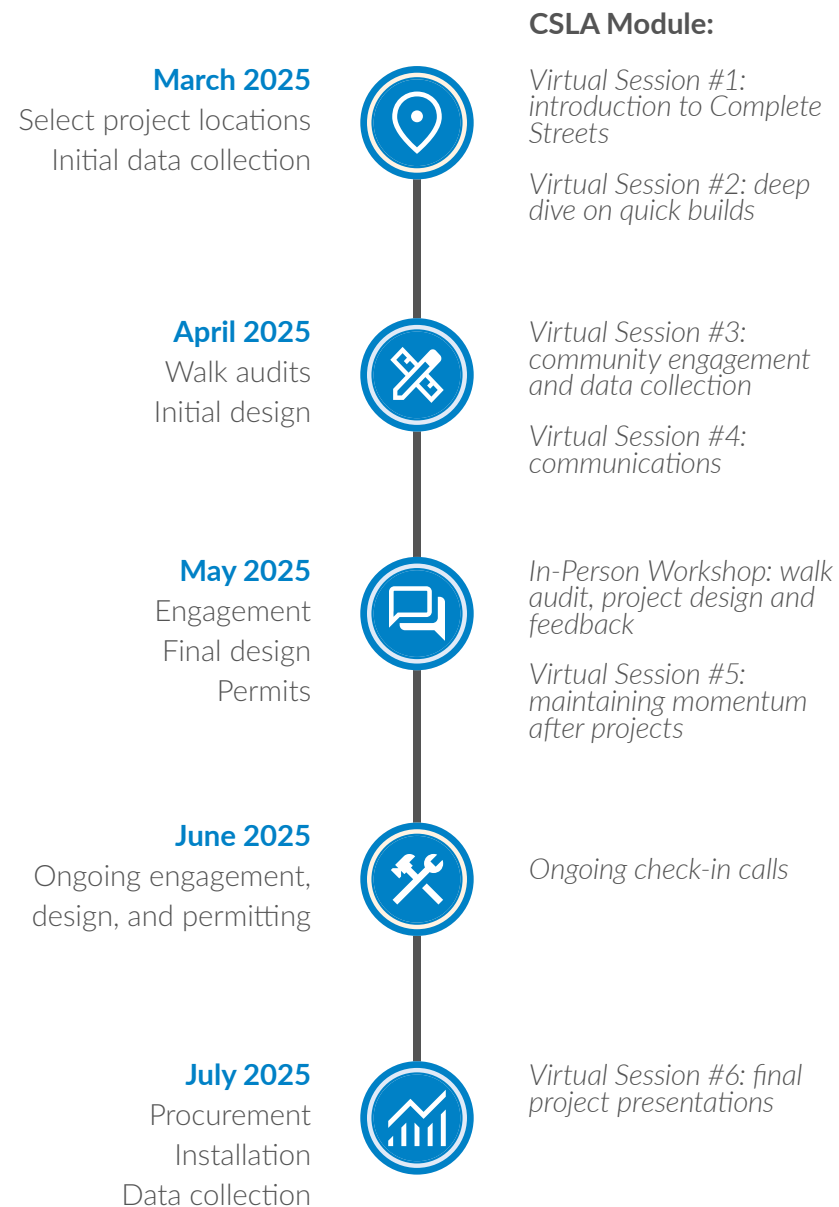 CSLA Module:
March 2025
Select project locations
Initial data collection
Virtual Session #1:
introduction to Complete
Streets
Virtual Session #2: deep
dive on quick builds
April 2025
Walk audits
Initial design
Virtual Session #3:
community engagement
and data collection
Virtual Session #4:
communications
May 2025
Engagement
Final design
Permits
In-Person Workshop: walk
audit, project design and
feedback
Virtual Session #5:
maintaining momentum
after projects
June 2025
Ongoing engagement,
design, and permitting
Ongoing check-in calls
July 2025
Procurement
Installation
Data collection
Virtual Session #6: final
project presentations